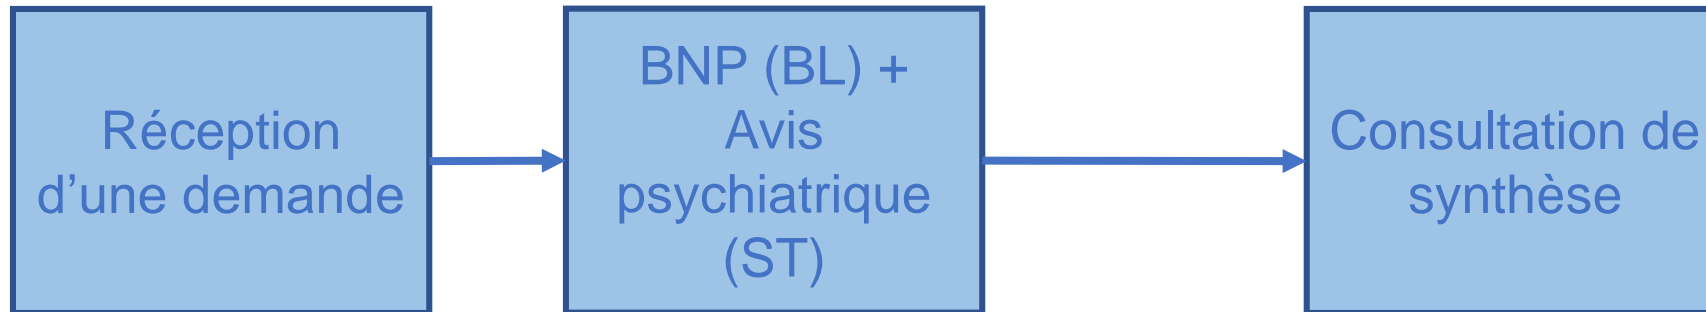 Réception
d’une demande
BNP (BL) +
Avis
psychiatrique
(ST)
Consultation de
synthèse